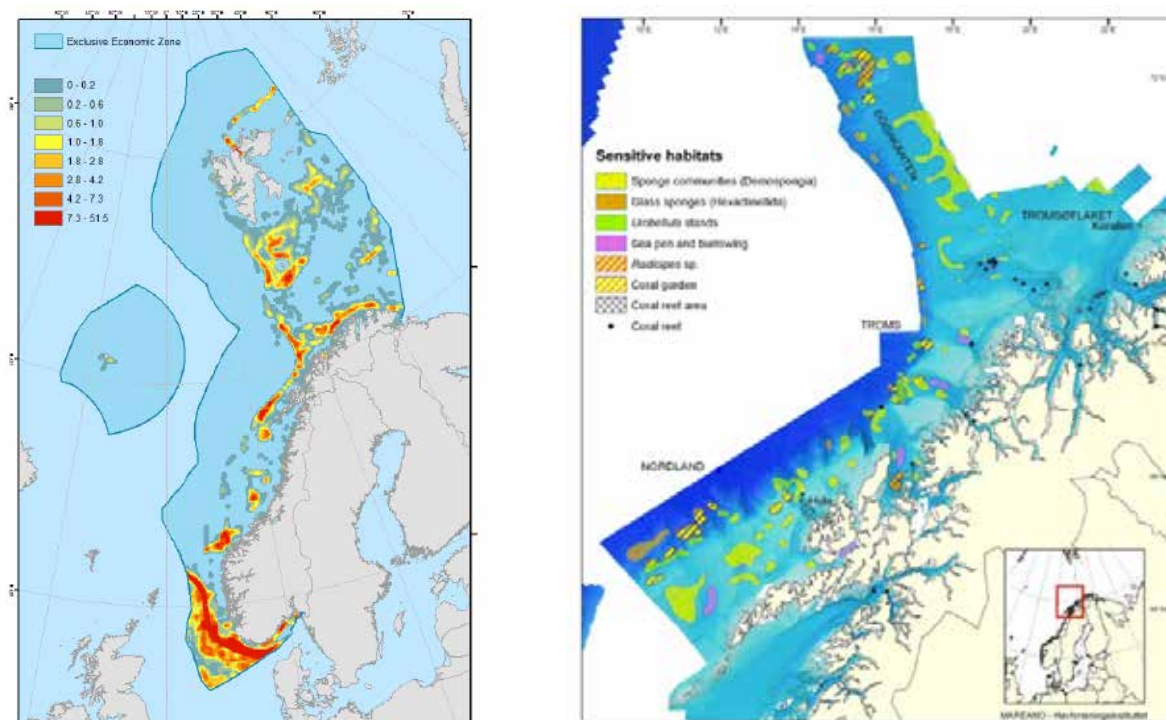 Exclusive Economic Zone
0 - 0.2
0.2 - 0.6
0.6 - 1.0
1.0 - 1.8
1.8 - 2.8
2.8 - 4.2
4.2 - 7.3
7.3 - 51.5
Sensitive habitats
Sponge communities (Demospongia)
Glass sponges (Hexactinellida)
Umbellula stands
Sea pen and burrowing
Radicipes sp.
Coral garden
Coral reef area
Coral reef
EGGAKANTEN
TROMSØFLAKET
TROMS
NORDLAND
MAREANO - Havforskningsinstituttet